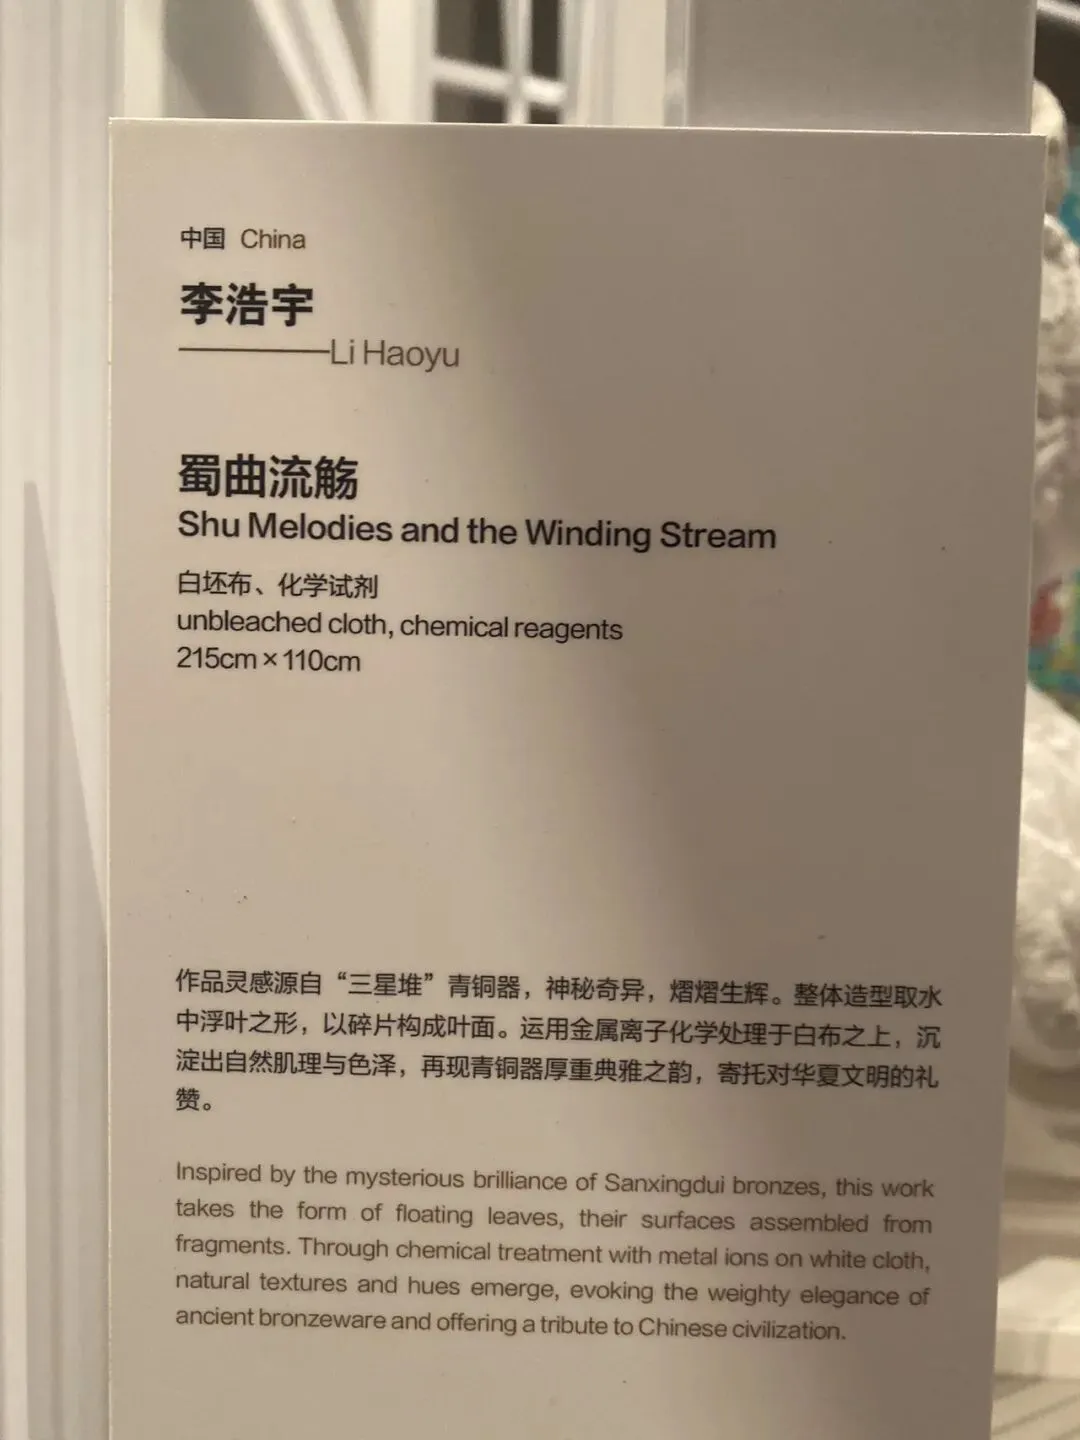 中国 China
李浩宇
Li Haoyu
蜀曲流觞
Shu Melodies and the Winding Stream
白坯布、化学试剂
unbleached cloth, chemical reagents
215cm×110cm
作品灵感源自“三星堆”青铜器，神秘奇异，熠熠生辉。整体造型取水
中浮叶之形，以碎片构成叶面。运用金属离子化学处理于白布之上，沉
淀出自然肌理与色泽，再现青铜器厚重典雅之韵，寄托对华夏文明的礼
赞。
Inspired by the mysterious brilliance of Sanxingdui bronzes, this work
takes the form of floating leaves, their surfaces assembled from
fragments. Through chemical treatment with metal ions on white cloth,
natural textures and hues emerge, evoking the weighty elegance of
ancient bronzeware and offering a tribute to Chinese civilization.